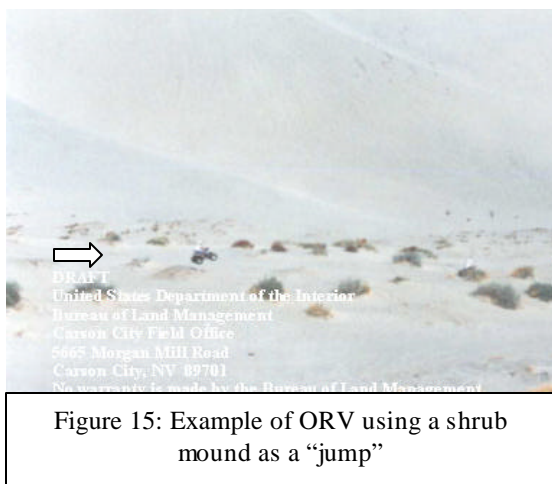 DRAFT
United States Department of the Interior
Bureau of Land Management
Carson City Field Office
5665 Morgan Mill Road
Carson City, NV 89701
No warranty is made by the Bureau of Land Management
Figure 15: Example of ORV using a shrub
mound as a “jump”